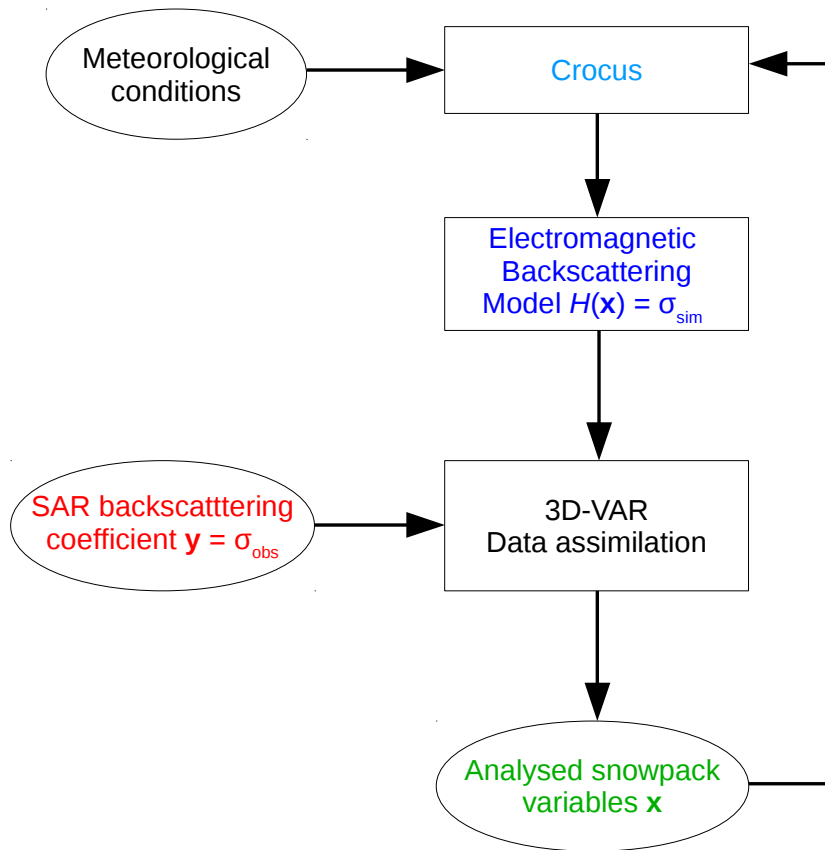 Meteorological
conditions
Crocus
Electromagnetic
Backscattering
Model H(x) = σsim
SAR backscatttering
coefficient y = σobs
3D-VAR
Data assimilation
Analysed snowpack
variables x